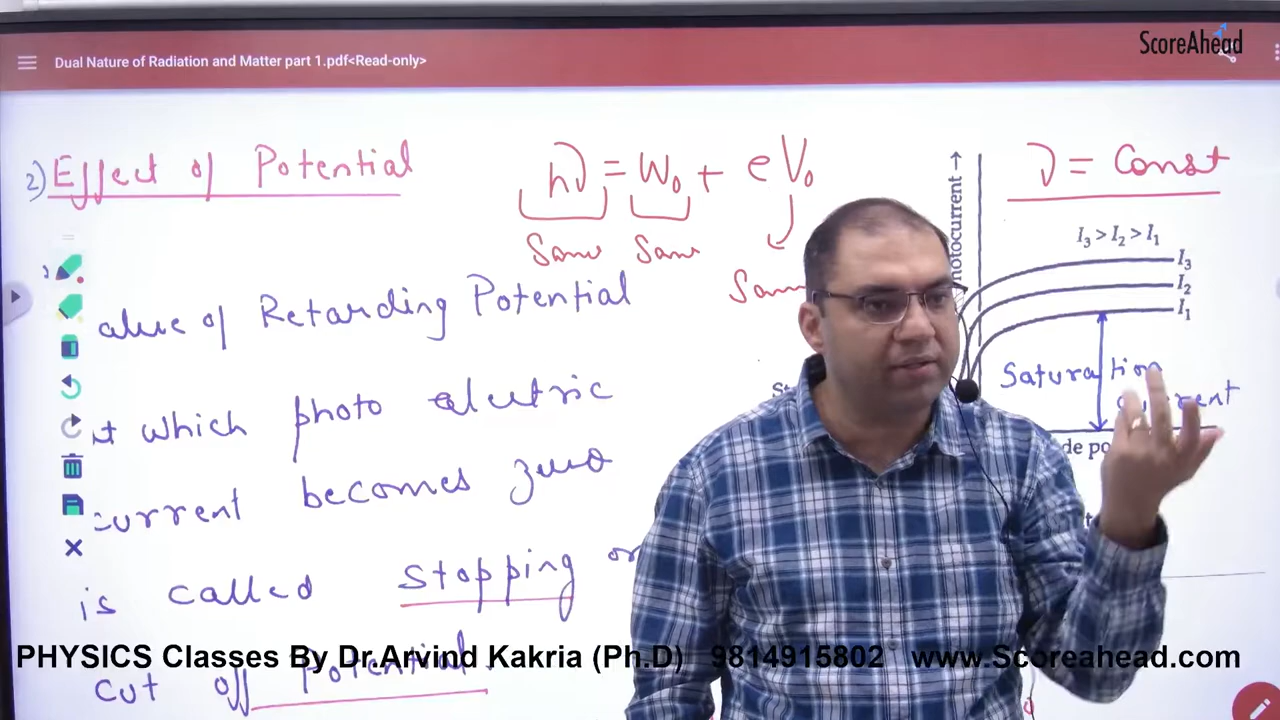 ScoreAhead
Dual Nature of Radiation and Matter part 1.pdf<Read-only>
2) Effect of Potential
hν = W₀ + eV₀
Same Same
ν = Const
I₃ > I₂ > I₁
I₃
I₂
I₁
Saturation
current
alue of Retarding Potential
at which photo electric
current becomes zero
is called stopping or
cut off potential
PHYSICS Classes By Dr.Arvind Kakria (Ph.D) 9814915802 www.Scoreahead.com